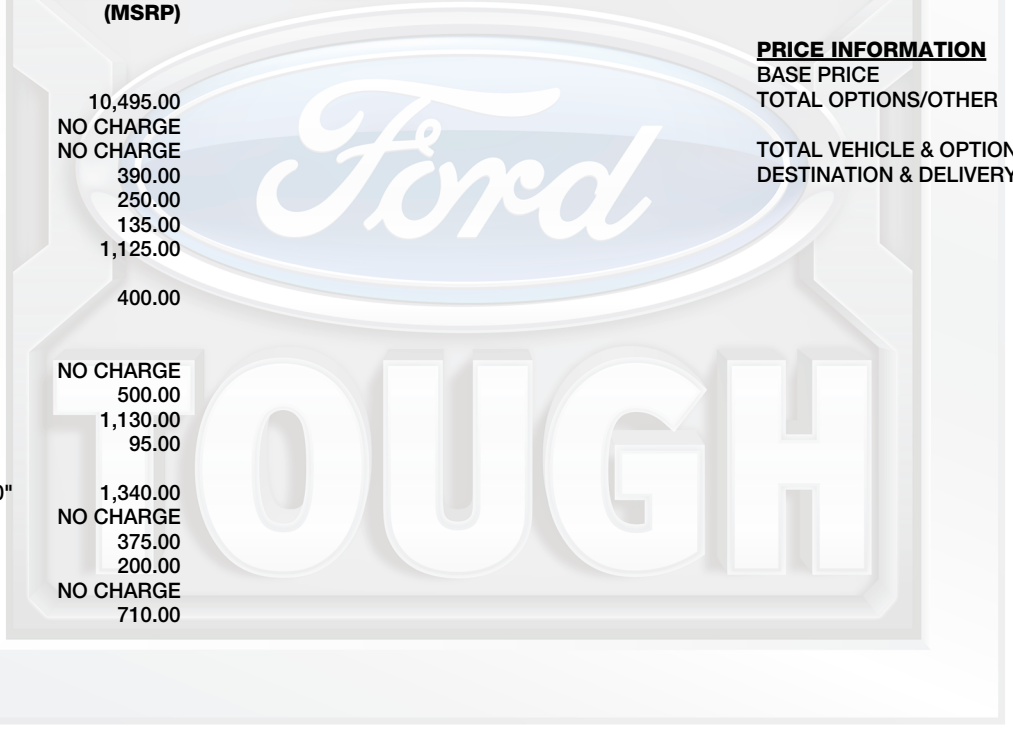 (MSRP)
PRICE INFORMATION
BASE PRICE
TOTAL OPTIONS/OTHER
TOTAL VEHICLE & OPTION
DESTINATION & DELIVERY
10,495.00
NO CHARGE
NO CHARGE
390.00
250.00
135.00
1,125.00
400.00
NO CHARGE
500.00
1,130.00
95.00
0" 1,340.00
NO CHARGE
375.00
200.00
NO CHARGE
710.00
Ford
TOUGH